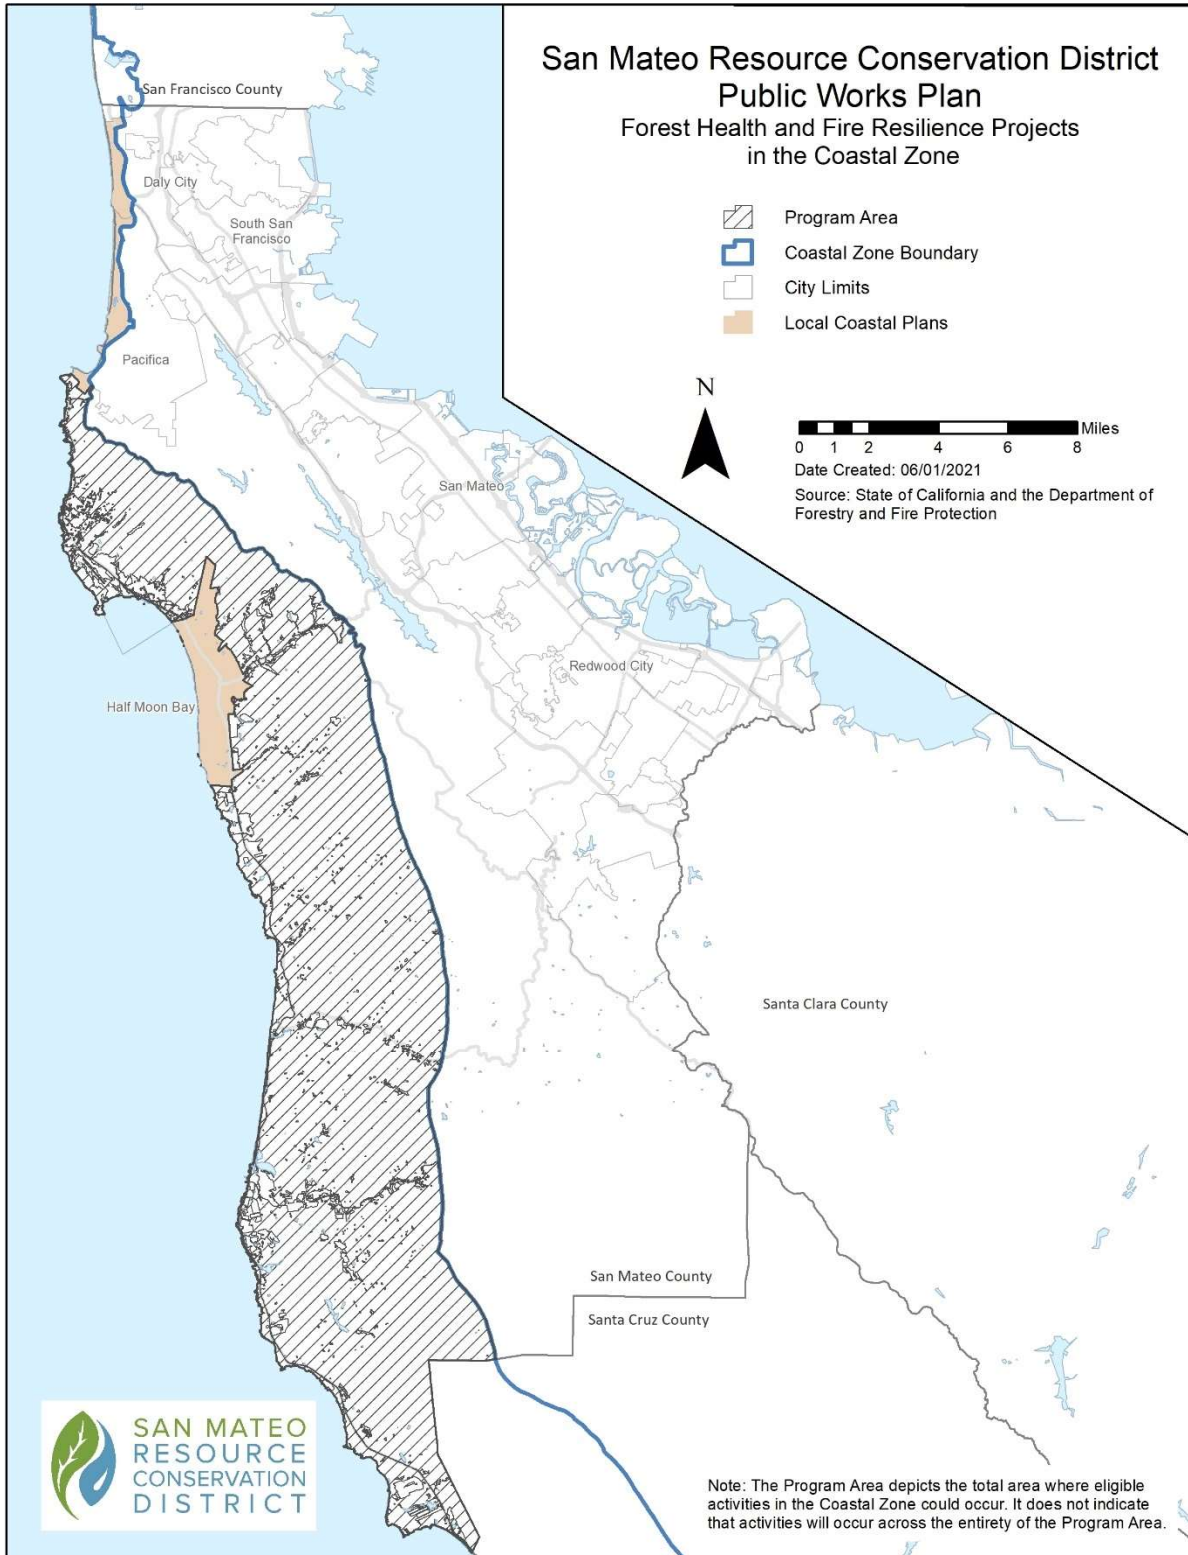 San Mateo Resource Conservation District
Public Works Plan
Forest Health and Fire Resilience Projects
in the Coastal Zone
Program Area
Coastal Zone Boundary
City Limits
Local Coastal Plans
N
0 1 2 4 6 8 Miles
Date Created: 06/01/2021
Source: State of California and the Department of
Forestry and Fire Protection
San Francisco County
Daly City
South San
Francisco
Pacifica
San Mateo
Redwood City
Half Moon Bay
Santa Clara County
San Mateo County
Santa Cruz County
SAN MATEO
RESOURCE
CONSERVATION
DISTRICT
Note: The Program Area depicts the total area where eligible
activities in the Coastal Zone could occur. It does not indicate
that activities will occur across the entirety of the Program Area.